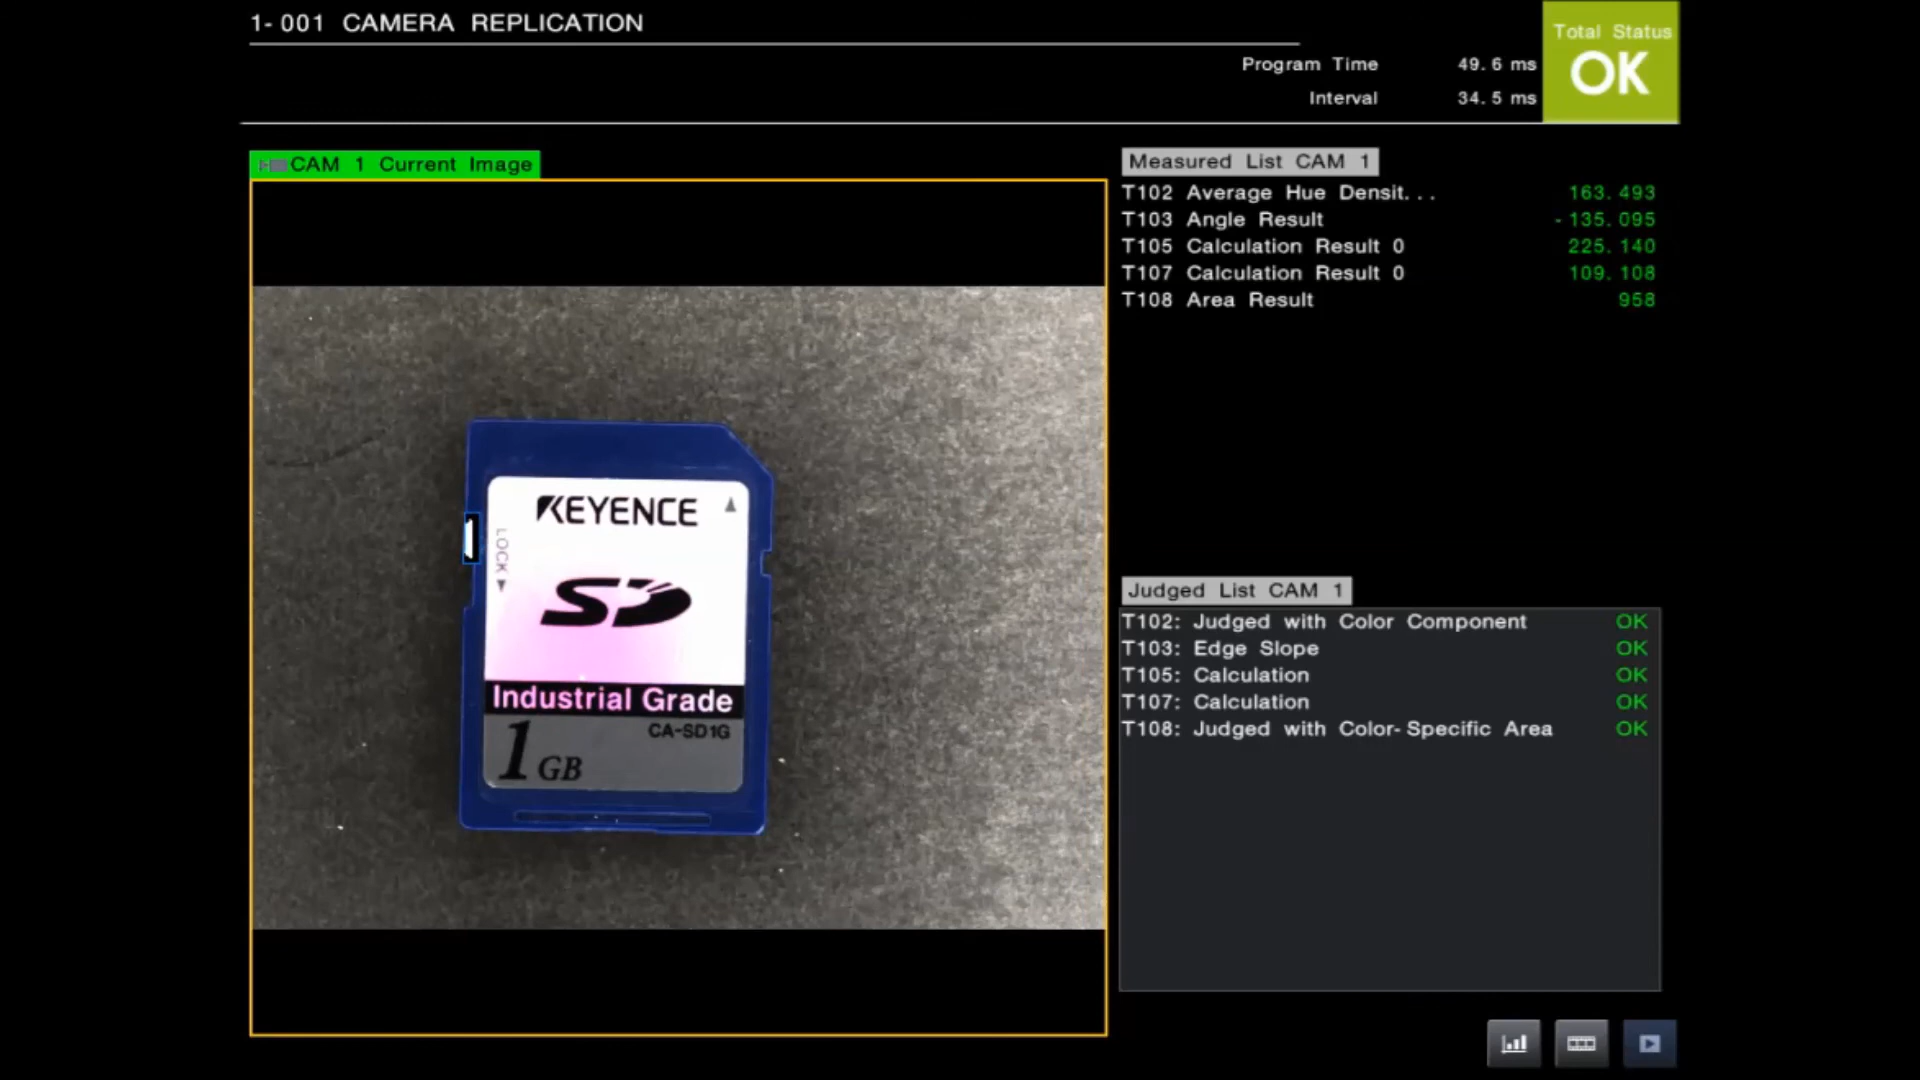 1-001 CAMERA REPLICATION
Total Status
OK
Program Time 49.6 ms
Interval 34.5 ms
CAM 1 Current Image
KEYENCE
LOCK
SD
Industrial Grade
CA-SD1G
1 GB
Measured List CAM 1
T102 Average Hue Densit... 163.493
T103 Angle Result -135.095
T105 Calculation Result 0 225.140
T107 Calculation Result 0 109.108
T108 Area Result 958
Judged List CAM 1
T102: Judged with Color Component OK
T103: Edge Slope OK
T105: Calculation OK
T107: Calculation OK
T108: Judged with Color-Specific Area OK